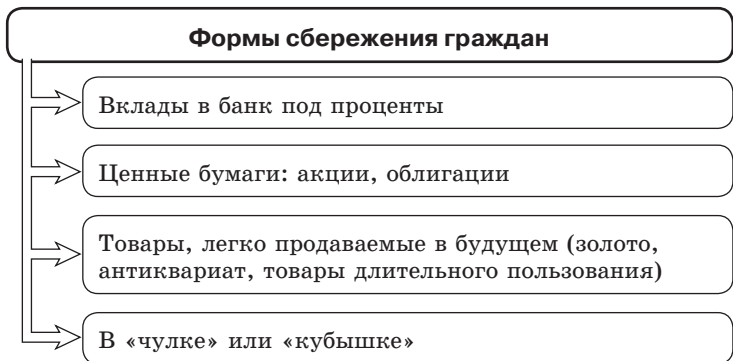 Формы сбережения граждан
Вклады в банк под проценты
Ценные бумаги: акции, облигации
Товары, легко продаваемые в будущем (золото,
антиквариат, товары длительного пользования)
В «чулке» или «кубышке»